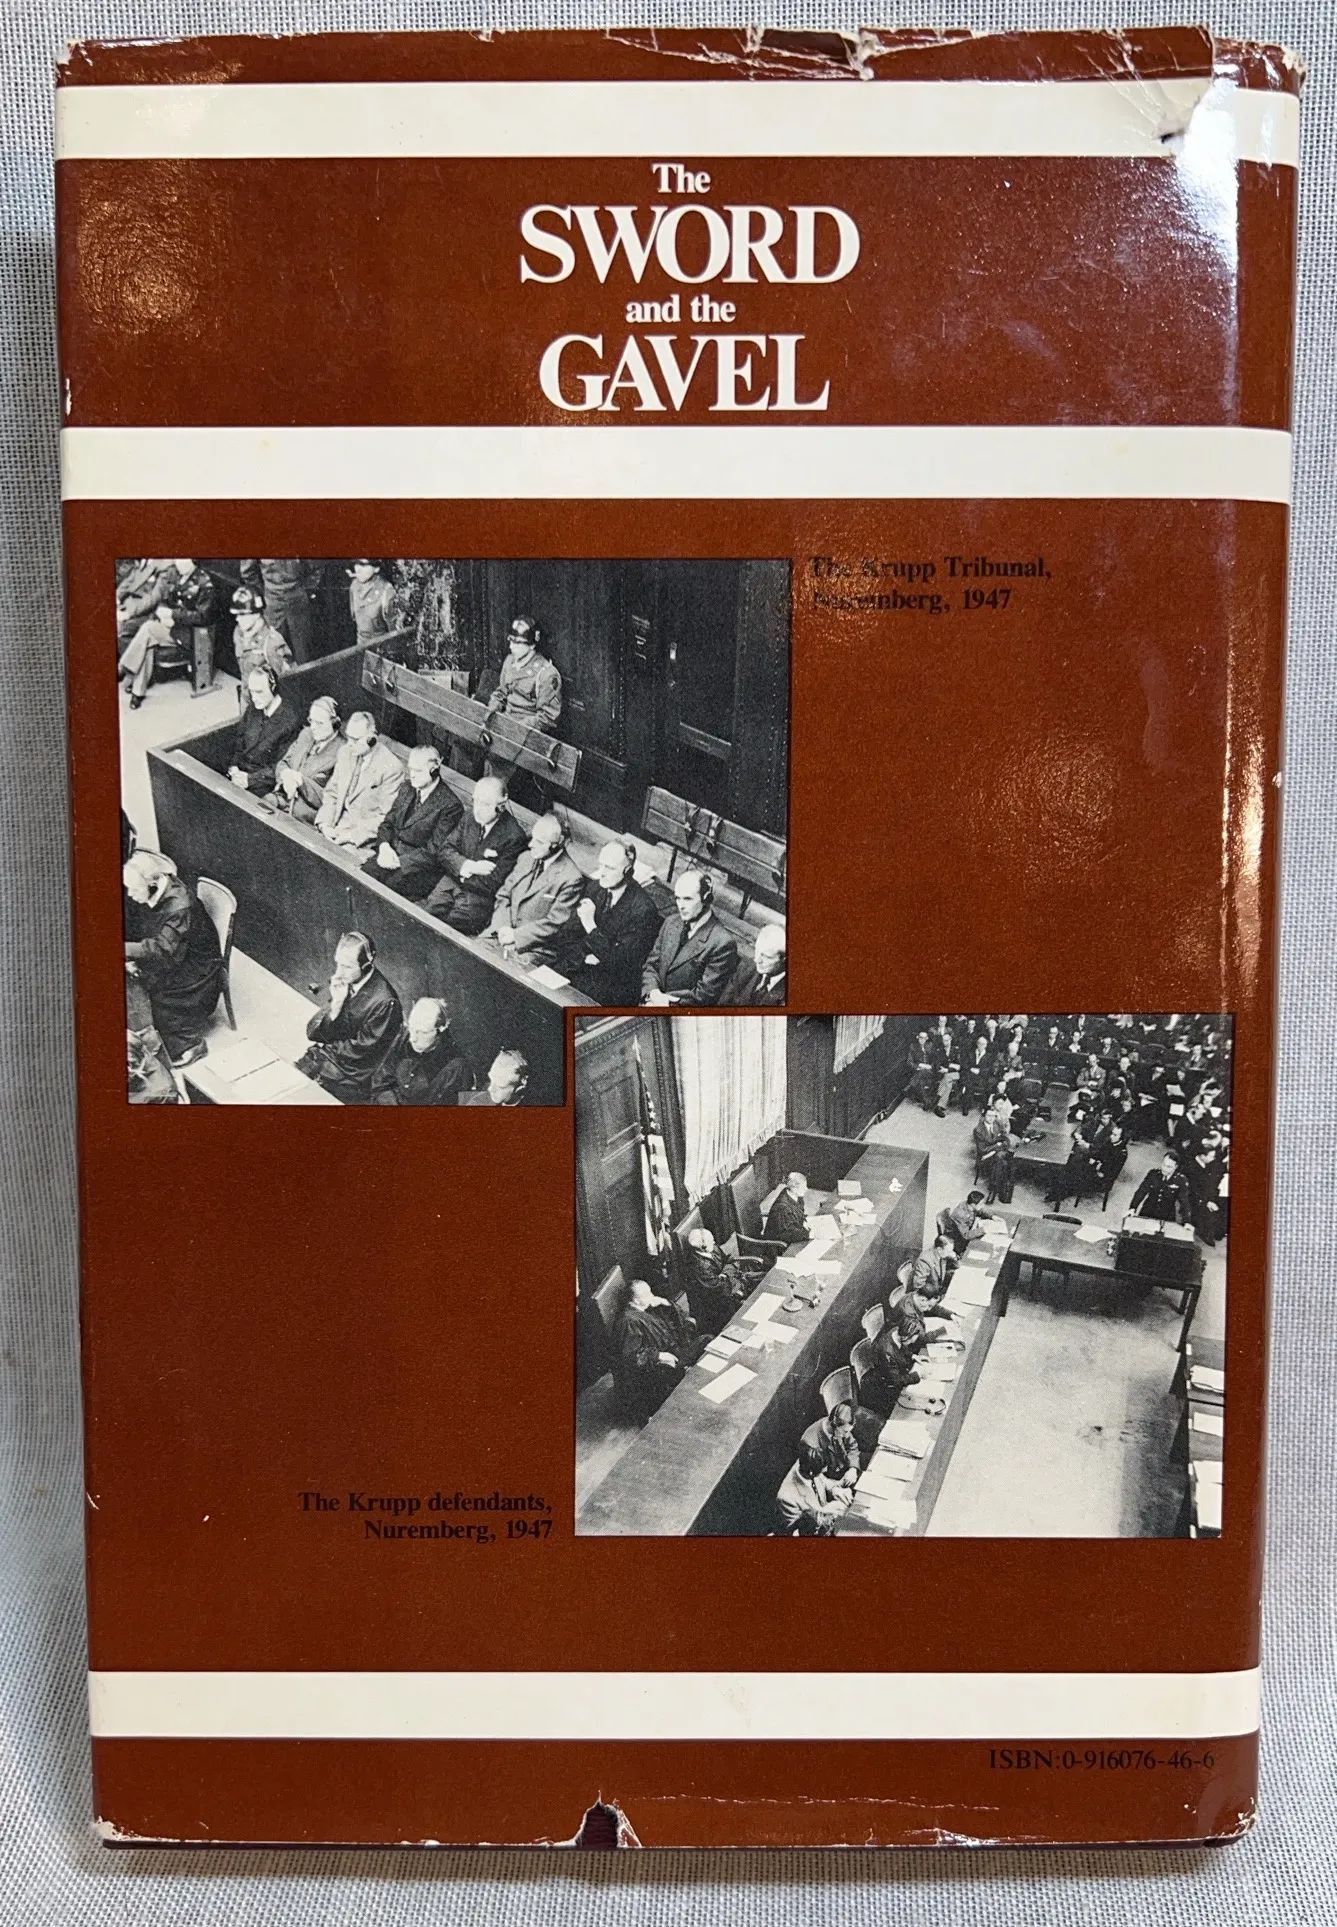 The
SWORD
and the
GAVEL
The Krupp Tribunal,
Nuremberg, 1947
The Krupp defendants,
Nuremberg, 1947
ISBN:0-916076-46-6